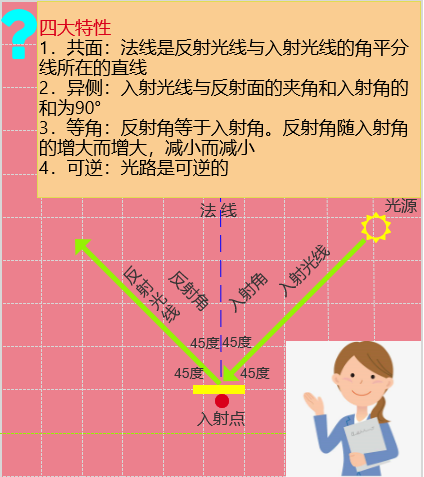 ?
四大特性
1．共面：法线是反射光线与入射光线的角平分
线所在的直线
2．异侧：入射光线与反射面的夹角和入射角的
和为90°
3．等角：反射角等于入射角。反射角随入射角
的增大而增大，减小而减小
4．可逆：光路是可逆的
法 线
光源
反射光线
反射角
入射角
入射光线
45度
45度
45度
45度
入射点